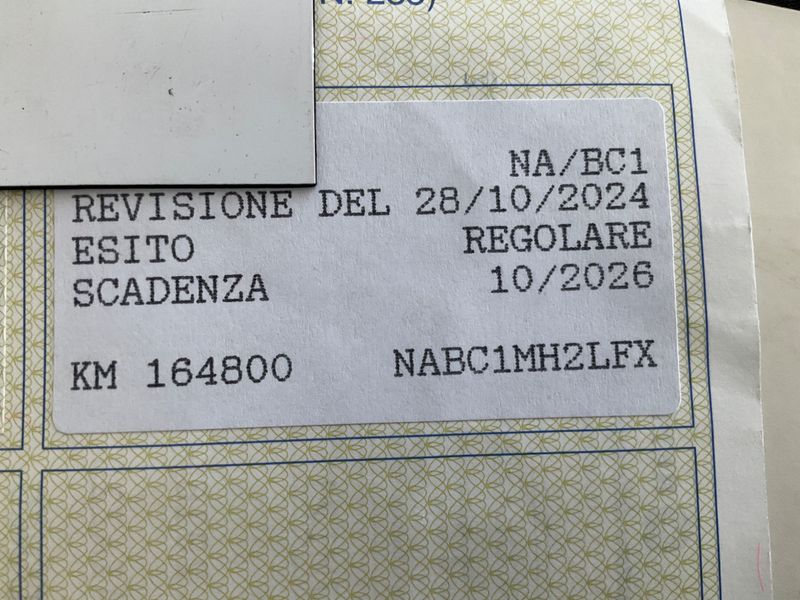 NA/BC1
REVISIONE DEL 28/10/2024
ESITO REGOLARE
SCADENZA 10/2026
KM 164800 NABC1MH2LFX